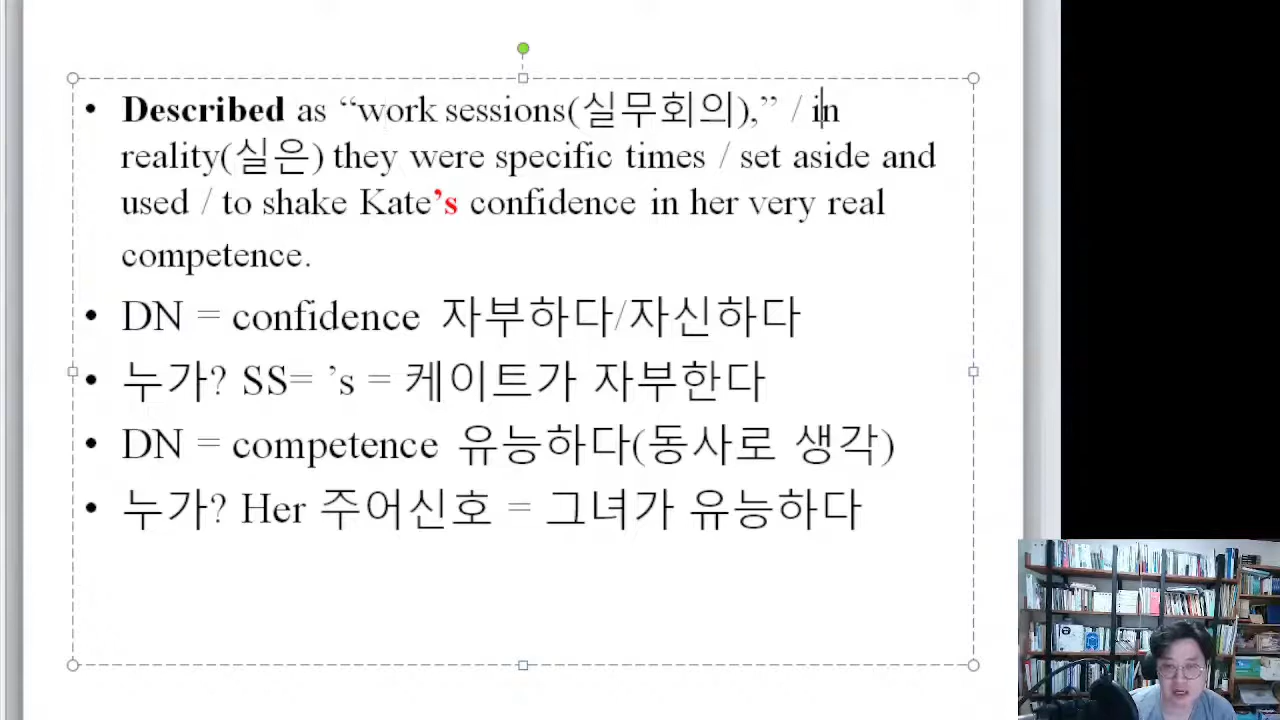 • Described as “work sessions(실무회의),” / in
reality(실은) they were specific times / set aside and
used / to shake Kate’s confidence in her very real
competence.
• DN = confidence 자부하다/자신하다
• 누가? SS= ’s = 케이트가 자부한다
• DN = competence 유능하다(동사로 생각)
• 누가? Her 주어신호 = 그녀가 유능하다